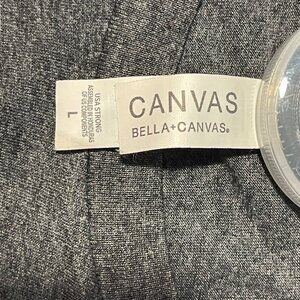 CANVAS
BELLA+CANVAS®
USA STRONG
ASSEMBLED IN HONDURAS
OF US COMPONENTS
L